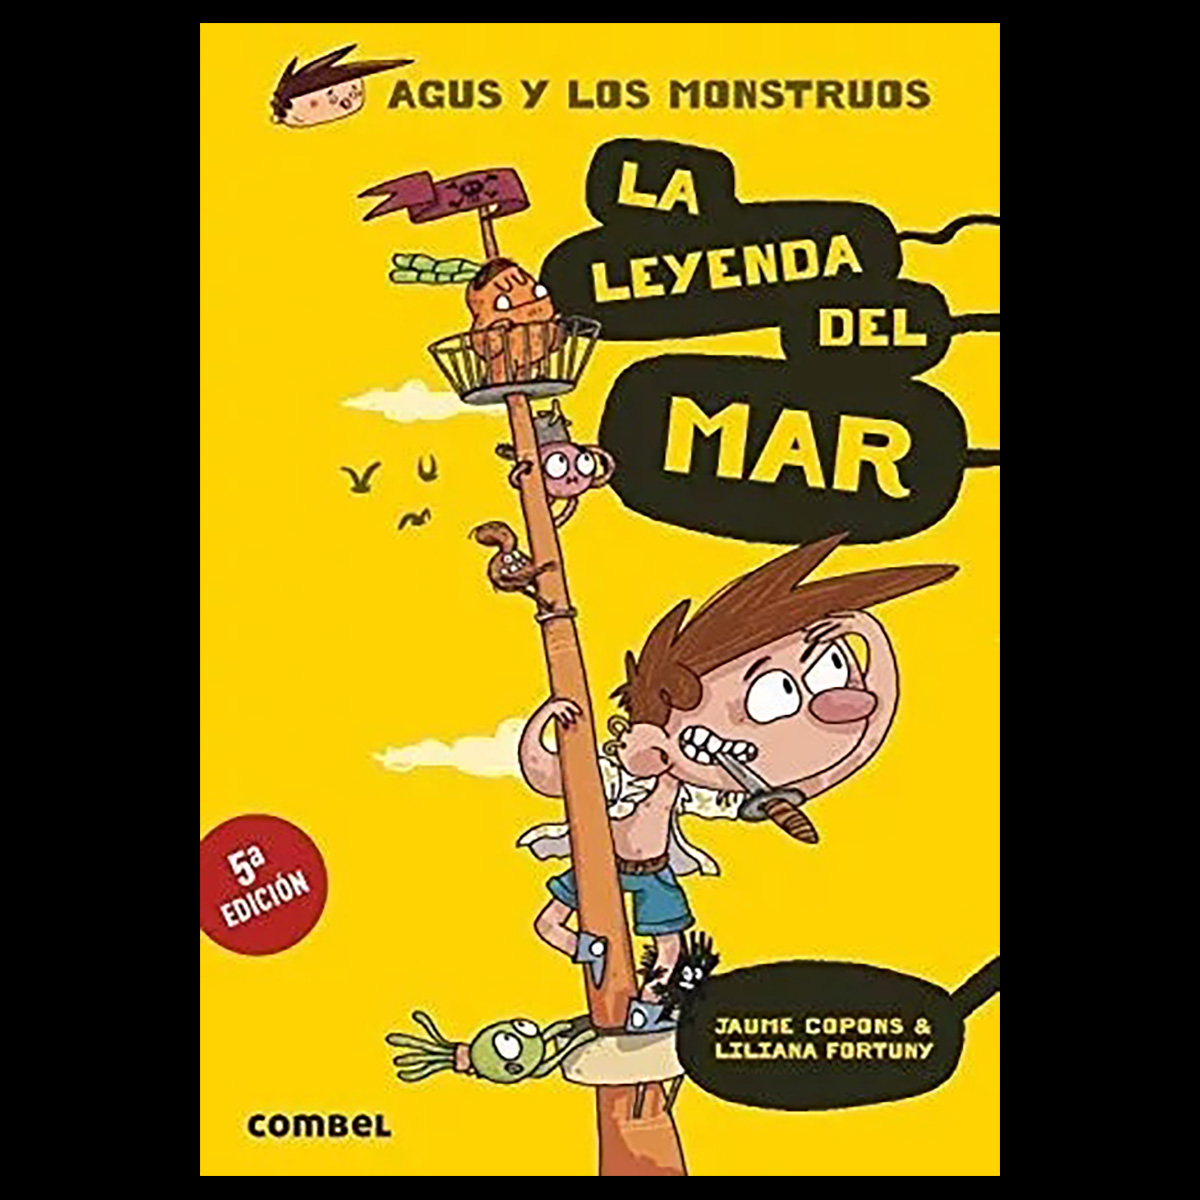 AGUS Y LOS MONSTRUOS
LA
LEYENDA
DEL
MAR
5ª
EDICIÓN
JAUME COPONS &
LILIANA FORTUNY
COMBEL